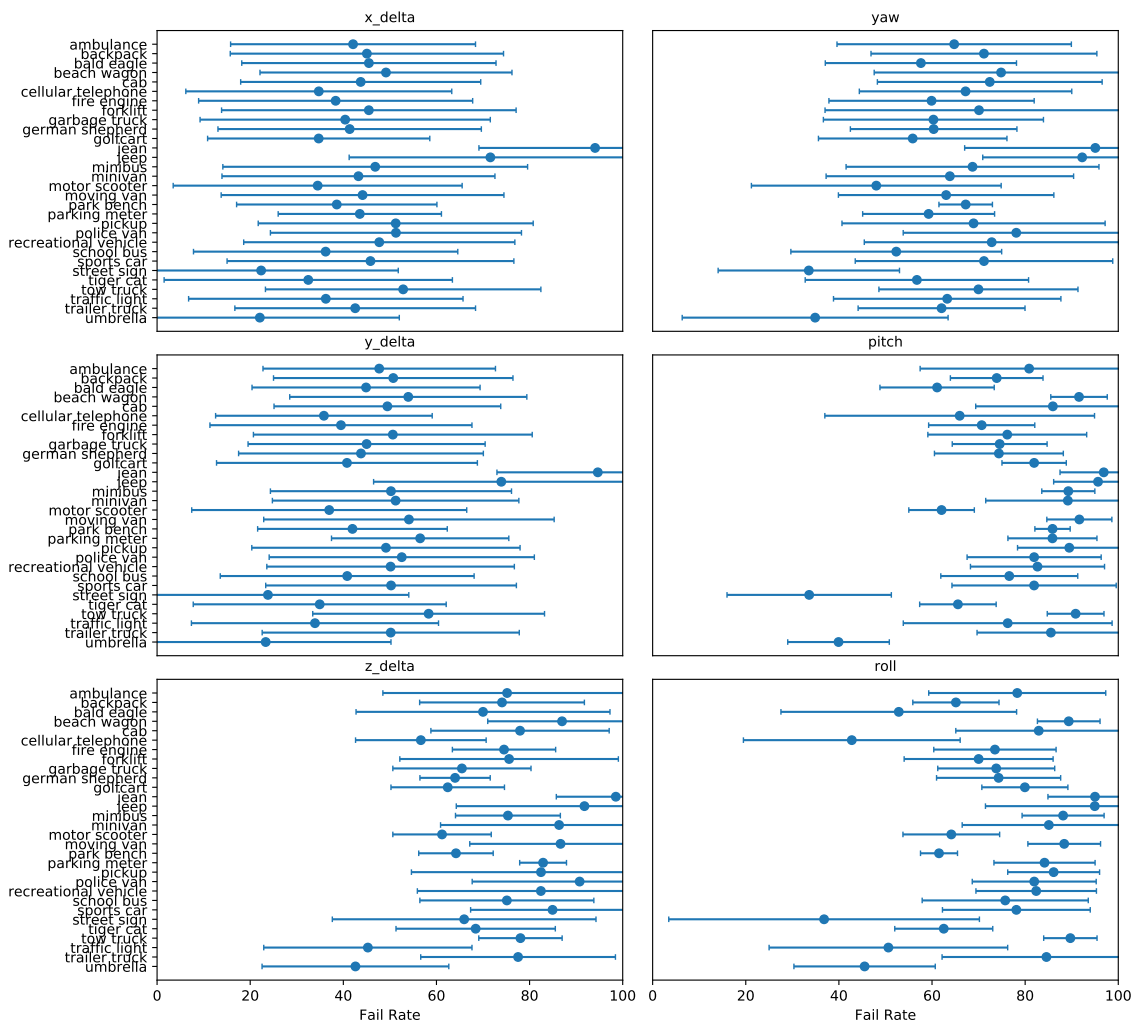 x_delta
yaw
ambulance
backpack
bald eagle
beach wagon
cab
cellular telephone
fire engine
forklift
garbage truck
german shepherd
golfcart
jean
jeep
minibus
minivan
motor scooter
moving van
park bench
parking meter
pickup
police van
recreational vehicle
school bus
sports car
street sign
tiger cat
tow truck
traffic light
trailer truck
umbrella
y_delta
pitch
ambulance
backpack
bald eagle
beach wagon
cab
cellular telephone
fire engine
forklift
garbage truck
german shepherd
golfcart
jean
jeep
minibus
minivan
motor scooter
moving van
park bench
parking meter
pickup
police van
recreational vehicle
school bus
sports car
street sign
tiger cat
tow truck
traffic light
trailer truck
umbrella
z_delta
roll
ambulance
backpack
bald eagle
beach wagon
cab
cellular telephone
fire engine
forklift
garbage truck
german shepherd
golfcart
jean
jeep
minibus
minivan
motor scooter
moving van
park bench
parking meter
pickup
police van
recreational vehicle
school bus
sports car
street sign
tiger cat
tow truck
traffic light
trailer truck
umbrella
0 20 40 60 80 100
0 20 40 60 80 100
Fail Rate
Fail Rate